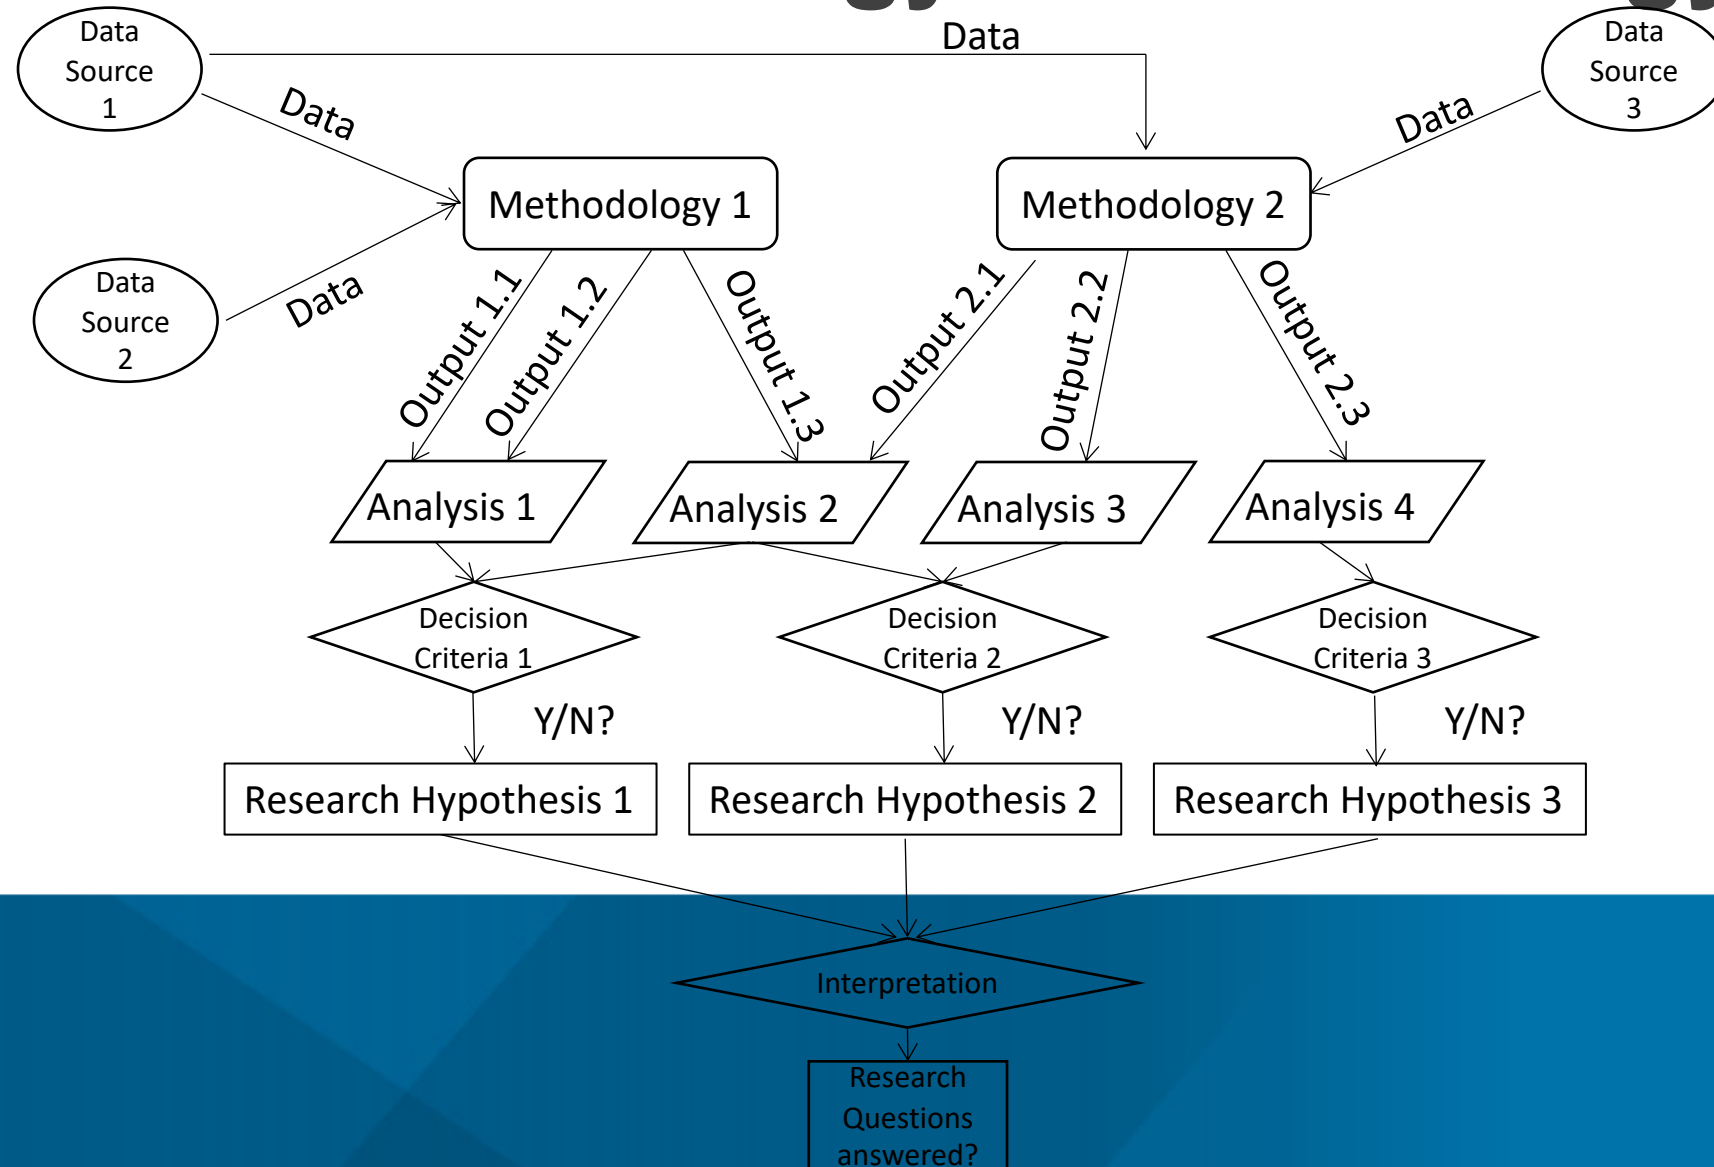 Data
Source
1
Data
Data
Source
3
Data
Data
Methodology 1
Methodology 2
Data
Source
2
Data
Output 1.1
Output 1.2
Output 1.3
Output 2.1
Output 2.2
Output 2.3
Analysis 1
Analysis 2
Analysis 3
Analysis 4
Decision
Criteria 1
Decision
Criteria 2
Decision
Criteria 3
Y/N?
Y/N?
Y/N?
Research Hypothesis 1
Research Hypothesis 2
Research Hypothesis 3
Interpretation
Research
Questions
answered?